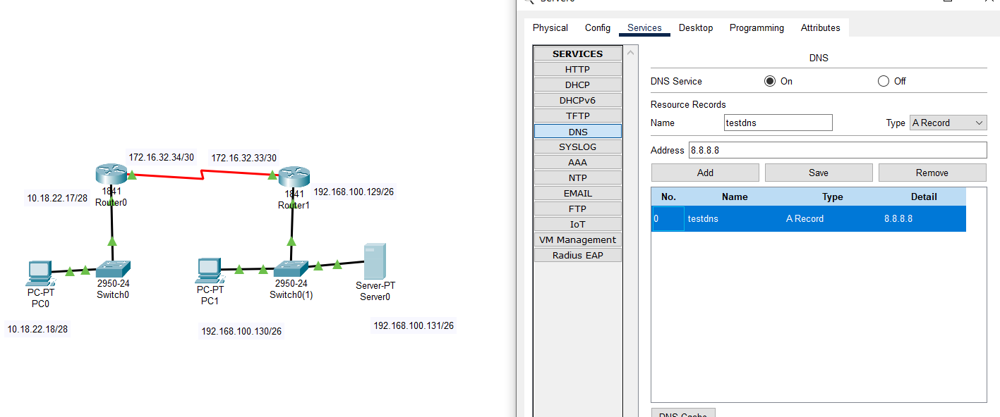 172.16.32.34/30
172.16.32.33/30
1841
Router0
10.18.22.17/28
1841
Router1
192.168.100.129/26
PC-PT
PC0
2950-24
Switch0
PC-PT
PC1
2950-24
Switch0(1)
Server-PT
Server0
10.18.22.18/28
192.168.100.130/26
192.168.100.131/26
Server0
Physical Config Services Desktop Programming Attributes
SERVICES
HTTP
DHCP
DHCPv6
TFTP
DNS
SYSLOG
AAA
NTP
EMAIL
FTP
IoT
VM Management
Radius EAP
DNS
DNS Service On Off
Resource Records
Name testdns Type A Record
Address 8.8.8.8
Add Save Remove
No. Name Type Detail
0 testdns A Record 8.8.8.8
DNS Cache